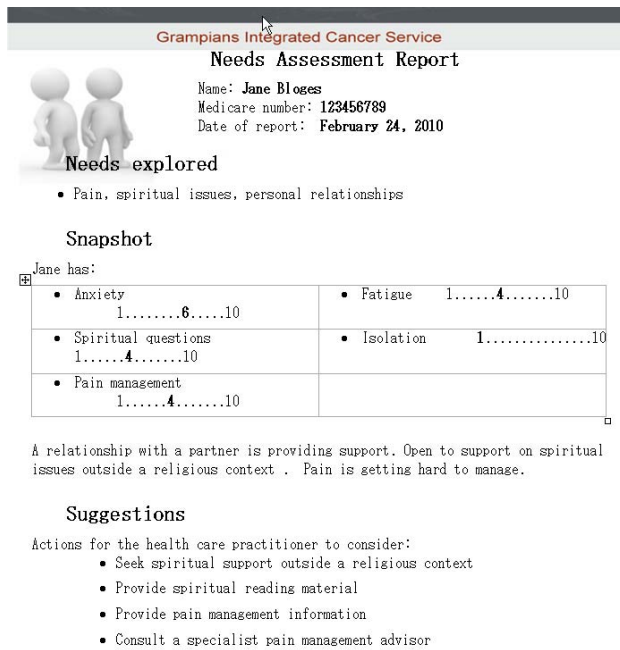 Grampians Integrated Cancer Service
Needs Assessment Report
Name: Jane Bloges
Medicare number: 123456789
Date of report: February 24, 2010
Needs explored
• Pain, spiritual issues, personal relationships
Snapshot
Jane has:
• Anxiety
1........6.....10
• Fatigue 1......4.......10
• Spiritual questions
1......4.......10
• Isolation 1...............10
• Pain management
1......4.......10
A relationship with a partner is providing support. Open to support on spiritual
issues outside a religious context . Pain is getting hard to manage.
Suggestions
Actions for the health care practitioner to consider:
• Seek spiritual support outside a religious context
• Provide spiritual reading material
• Provide pain management information
• Consult a specialist pain management advisor